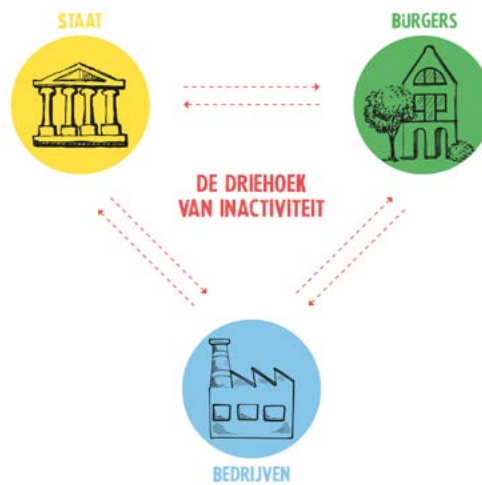 STAAT
BURGERS
DE DRIEHOEK
VAN INACTIVITEIT
BEDRIJVEN